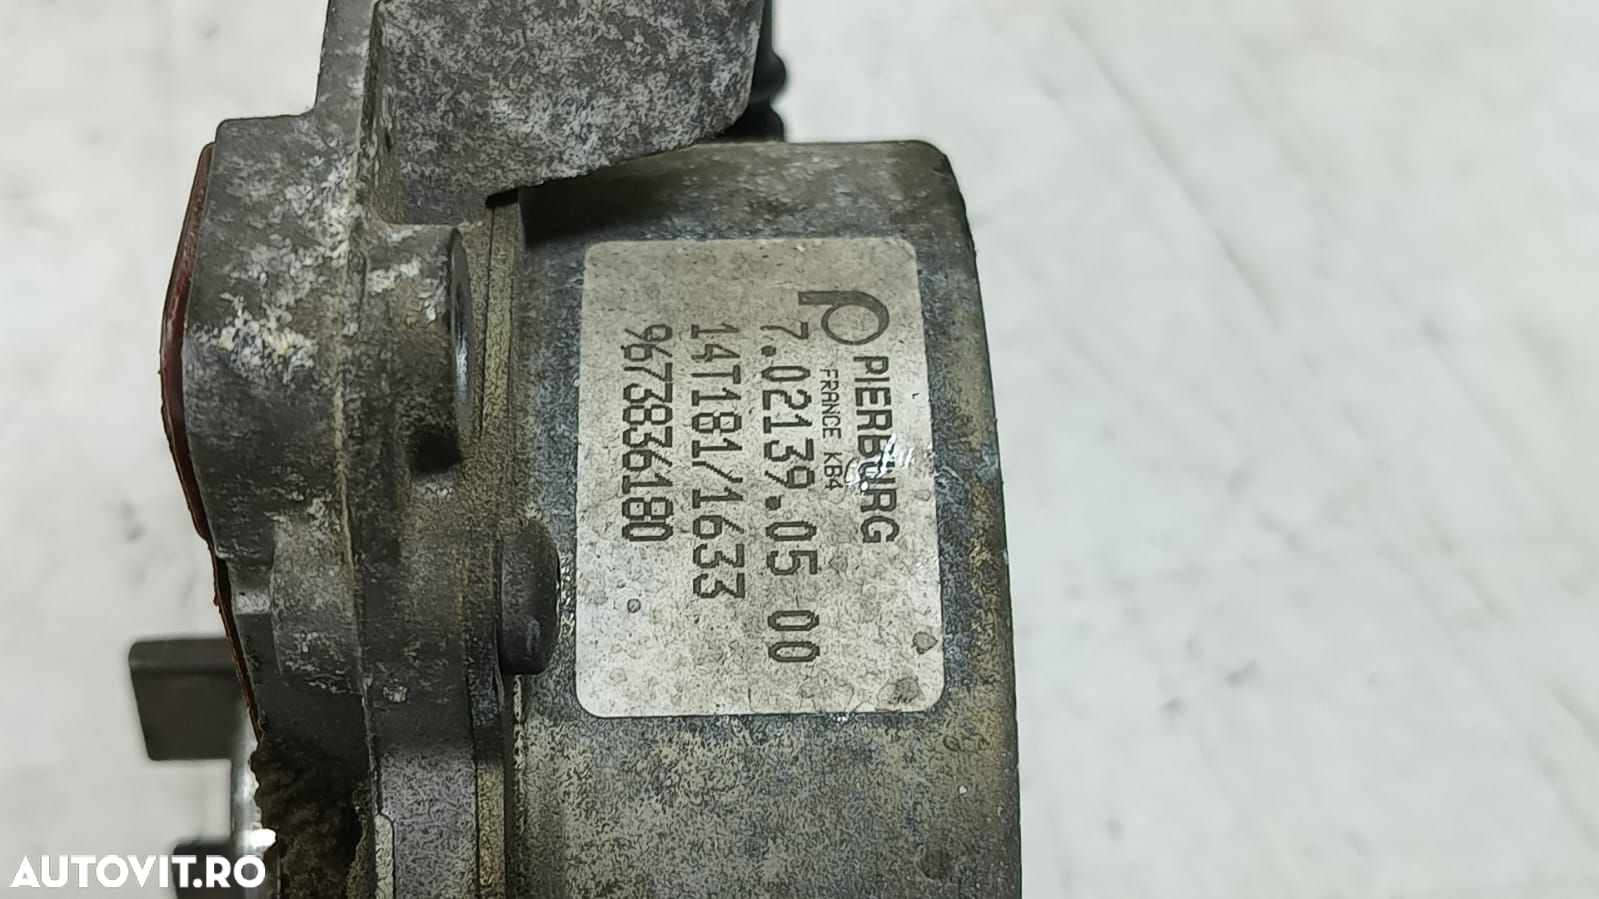 PIERBURG
FRANCE KB4
7.02139.05 00
14T181/1633
9673836180
AUTOVIT.RO